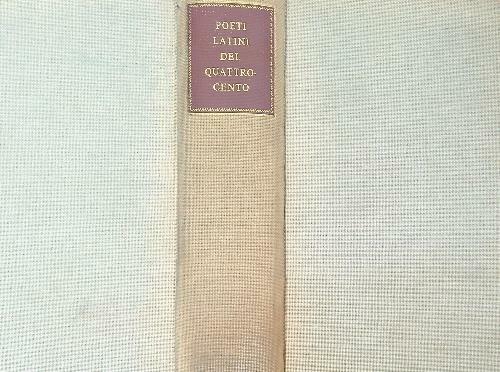 POETI
LATINI
DEL
QUATTRO-
CENTO